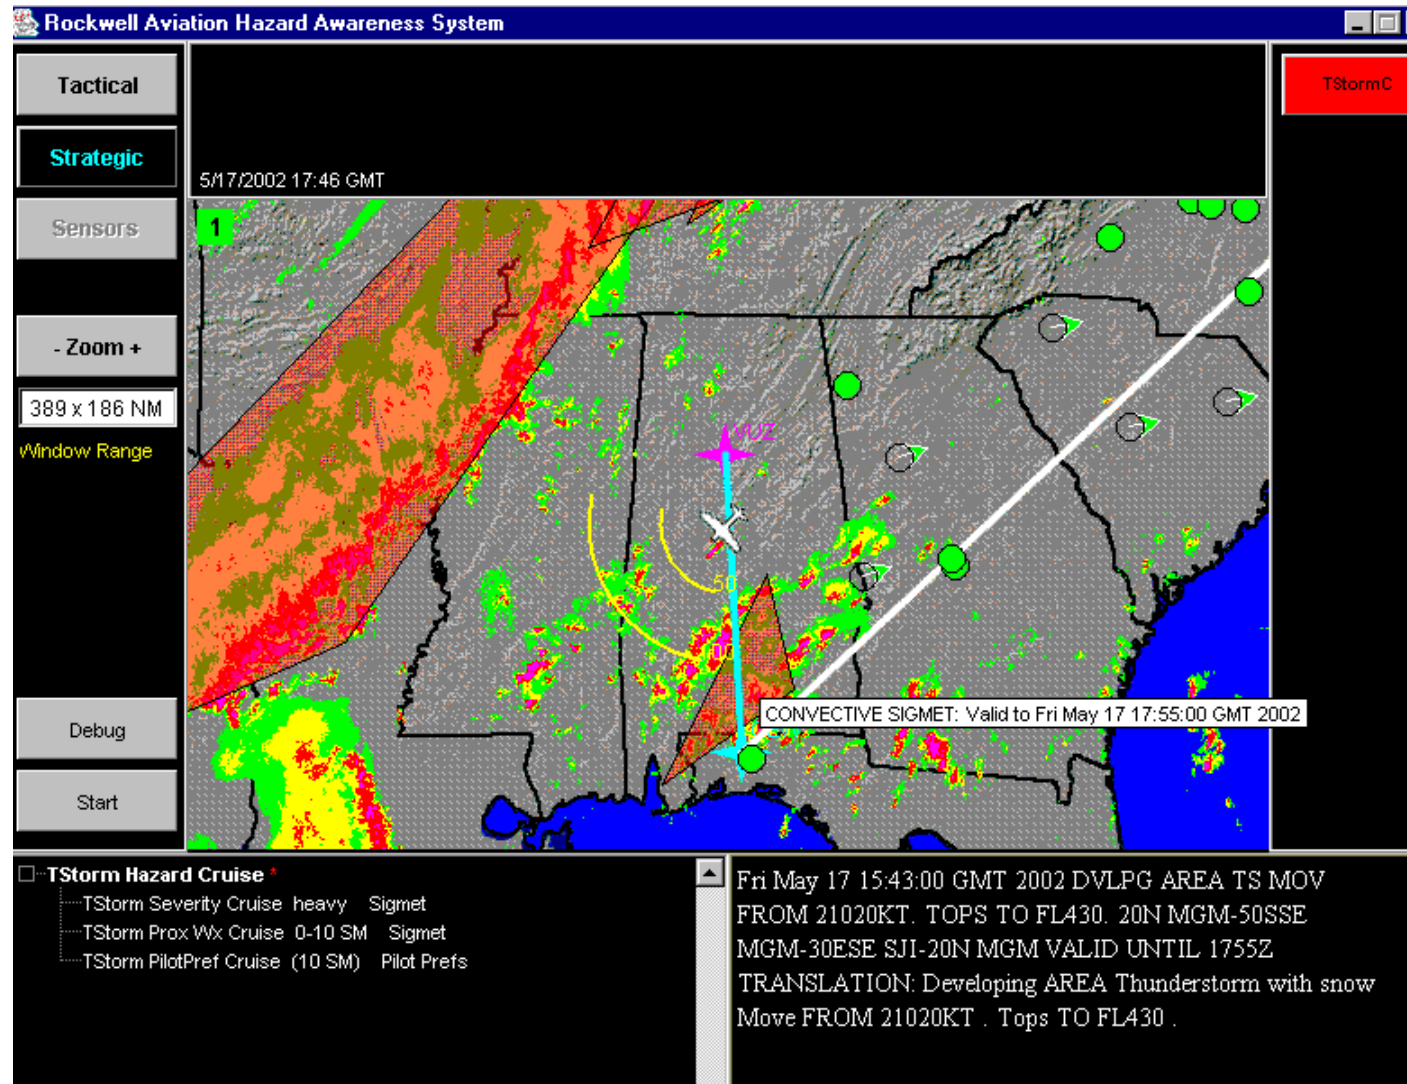 Rockwell Aviation Hazard Awareness System
Tactical
Strategic
Sensors
- Zoom +
389 x 186 NM
Window Range
Debug
Start
5/17/2002 17:46 GMT
TStormC
1
VUZ
50
CONVECTIVE SIGMET: Valid to Fri May 17 17:55:00 GMT 2002
TStorm Hazard Cruise *
TStorm Severity Cruise heavy Sigmet
TStorm Prox Wx Cruise 0-10 SM Sigmet
TStorm PilotPref Cruise (10 SM) Pilot Prefs
Fri May 17 15:43:00 GMT 2002 DVLPG AREA TS MOV
FROM 21020KT. TOPS TO FL430. 20N MGM-50SSE
MGM-30ESE SJI-20N MGM VALID UNTIL 1755Z
TRANSLATION: Developing AREA Thunderstorm with snow
Move FROM 21020KT . Tops TO FL430 .